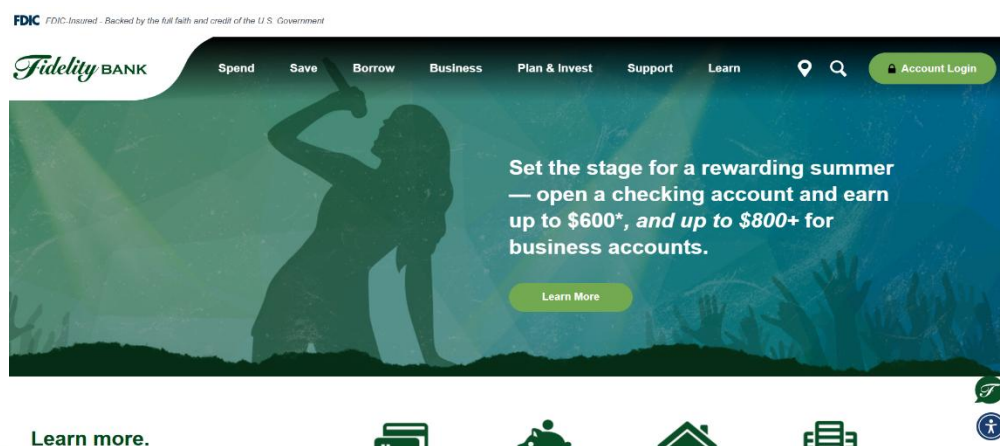 FDIC FDIC-Insured - Backed by the full faith and credit of the U.S. Government
Fidelity BANK
Spend Save Borrow Business Plan & Invest Support Learn Account Login
Set the stage for a rewarding summer
— open a checking account and earn
up to $600*, and up to $800+ for
business accounts.
Learn More
Learn more.